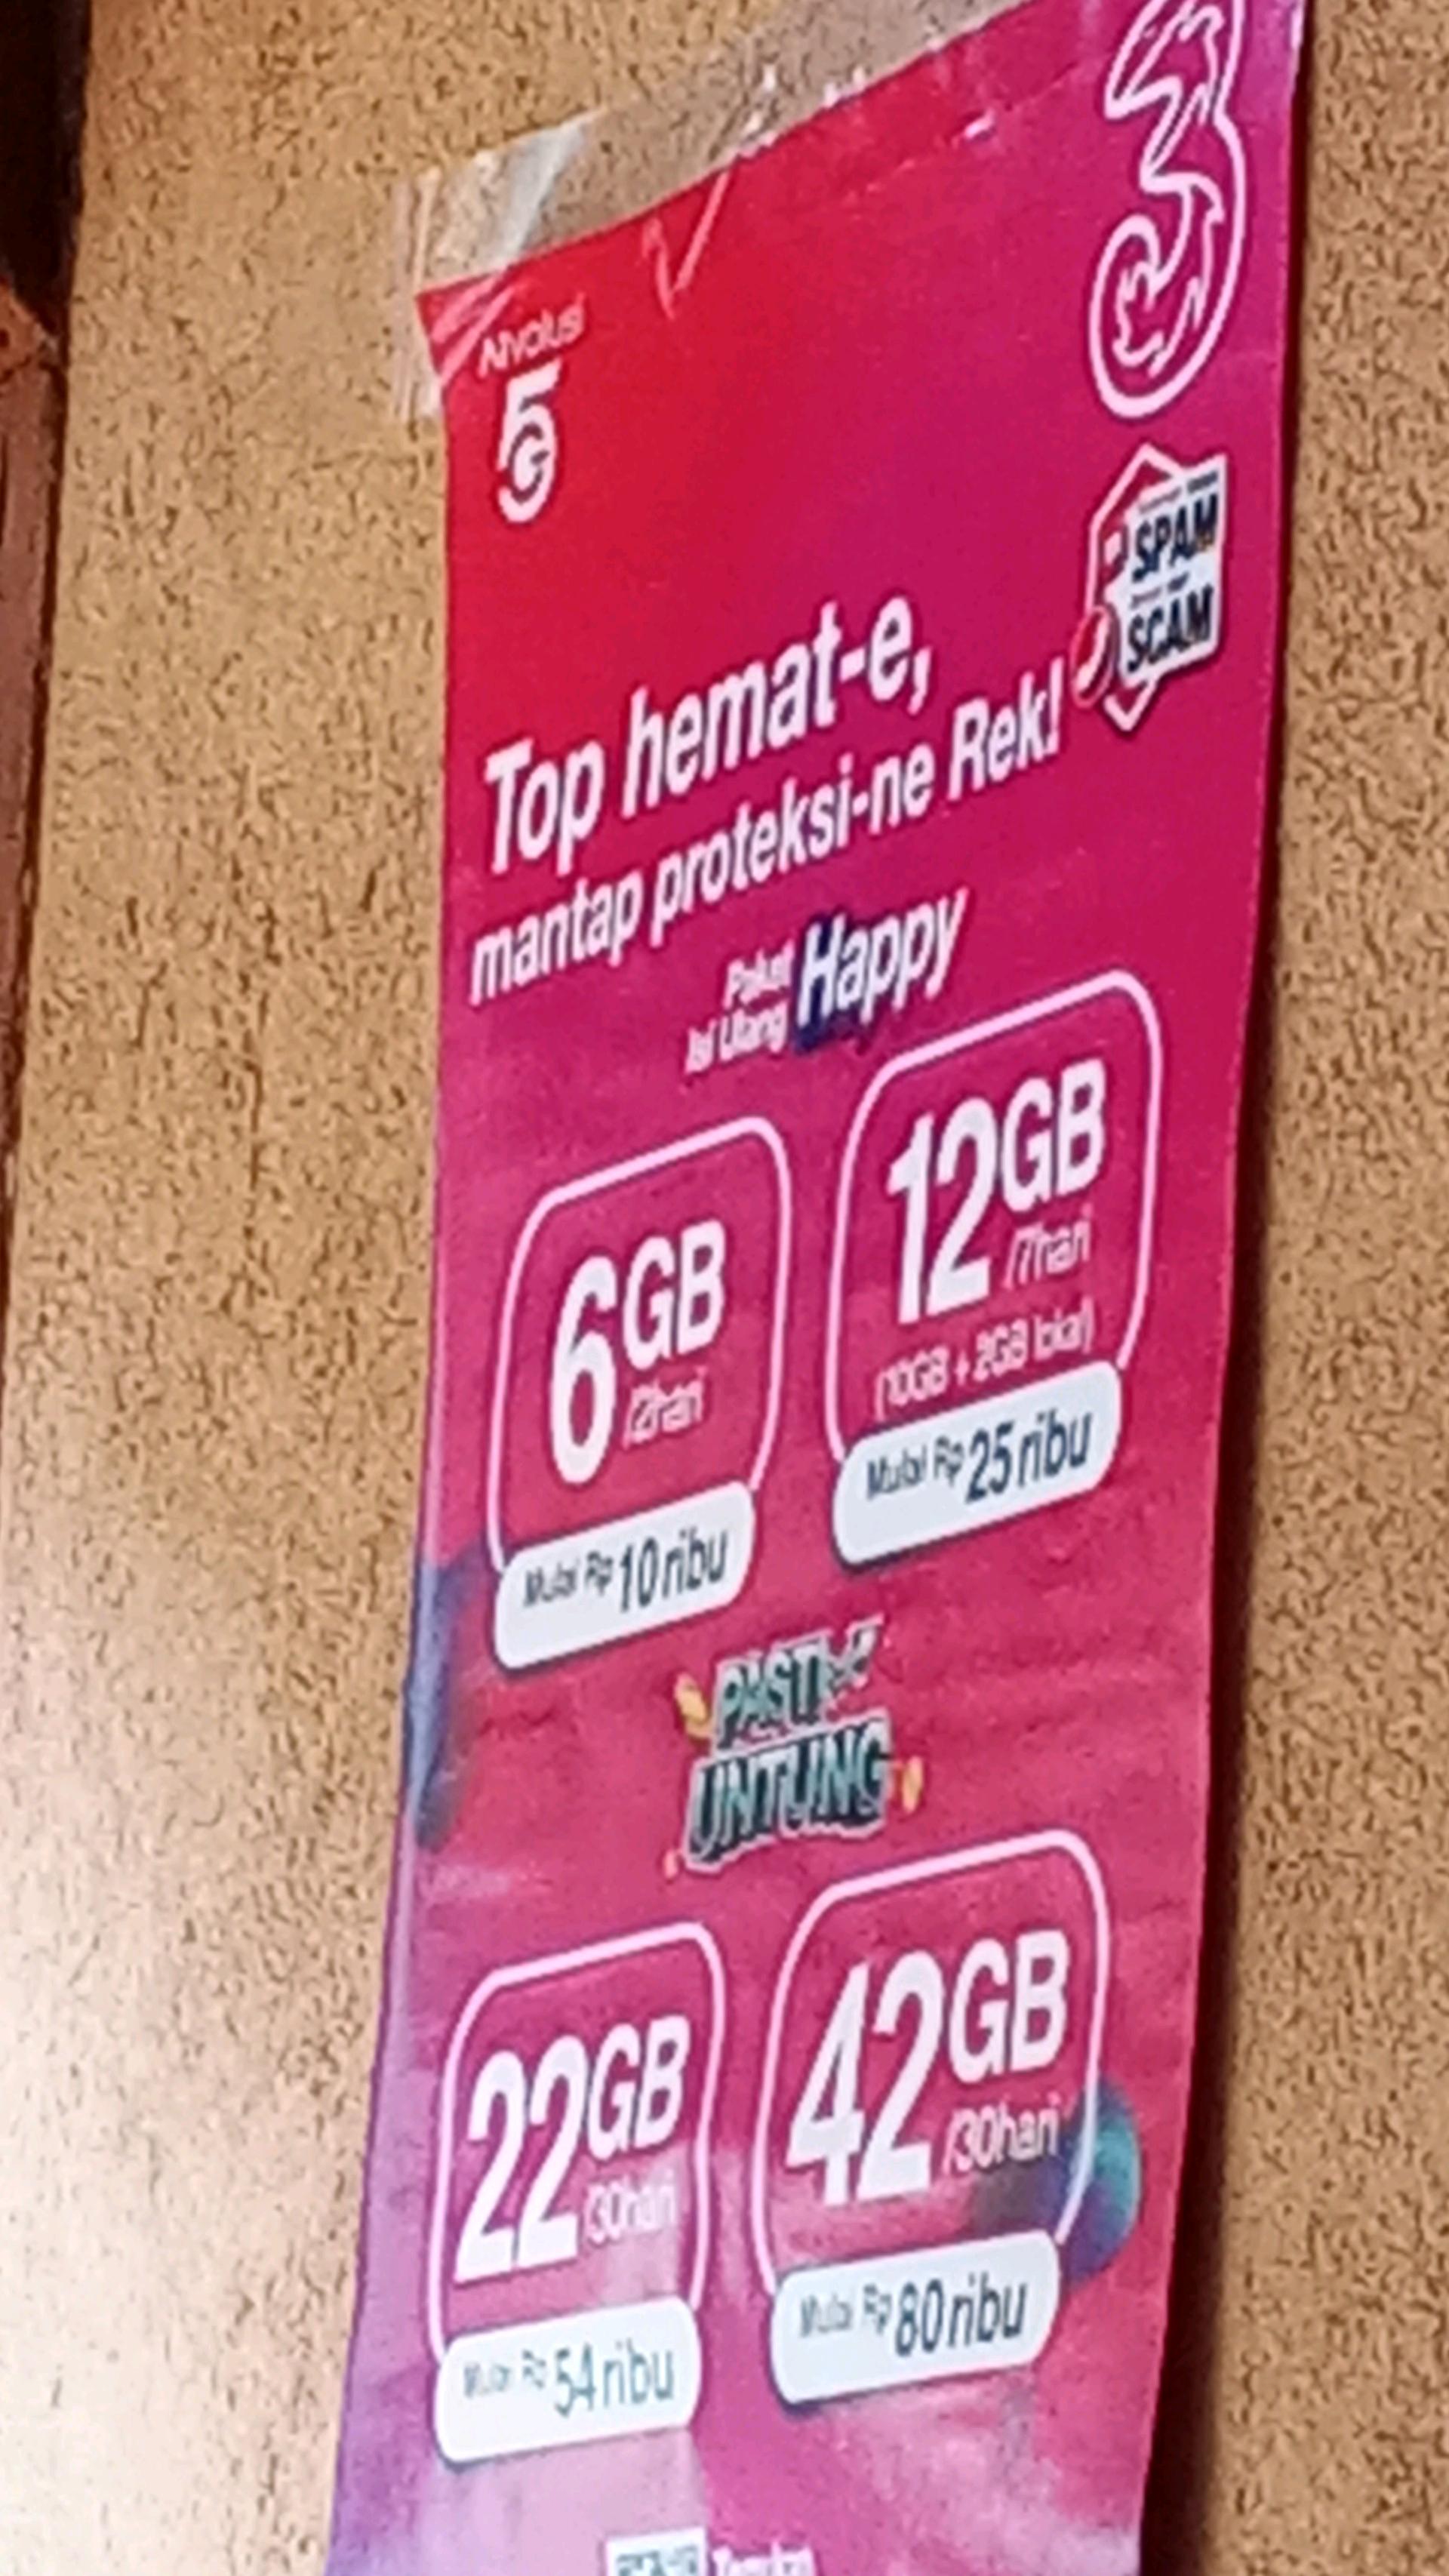 AIvolusi
5G
3
SPAM
SCAM
Top hemat-e,
mantap proteksi-ne Rek!
Paket
Isi Ulang Happy
6GB
/2hari
Mulai Rp 10 ribu
12GB
/7hari
(10GB + 2GB lokal)
Mulai Rp 25 ribu
PASTI
UNTUNG
22GB
/30hari
Mulai Rp 54 ribu
42GB
/30hari
Mulai Rp 80 ribu